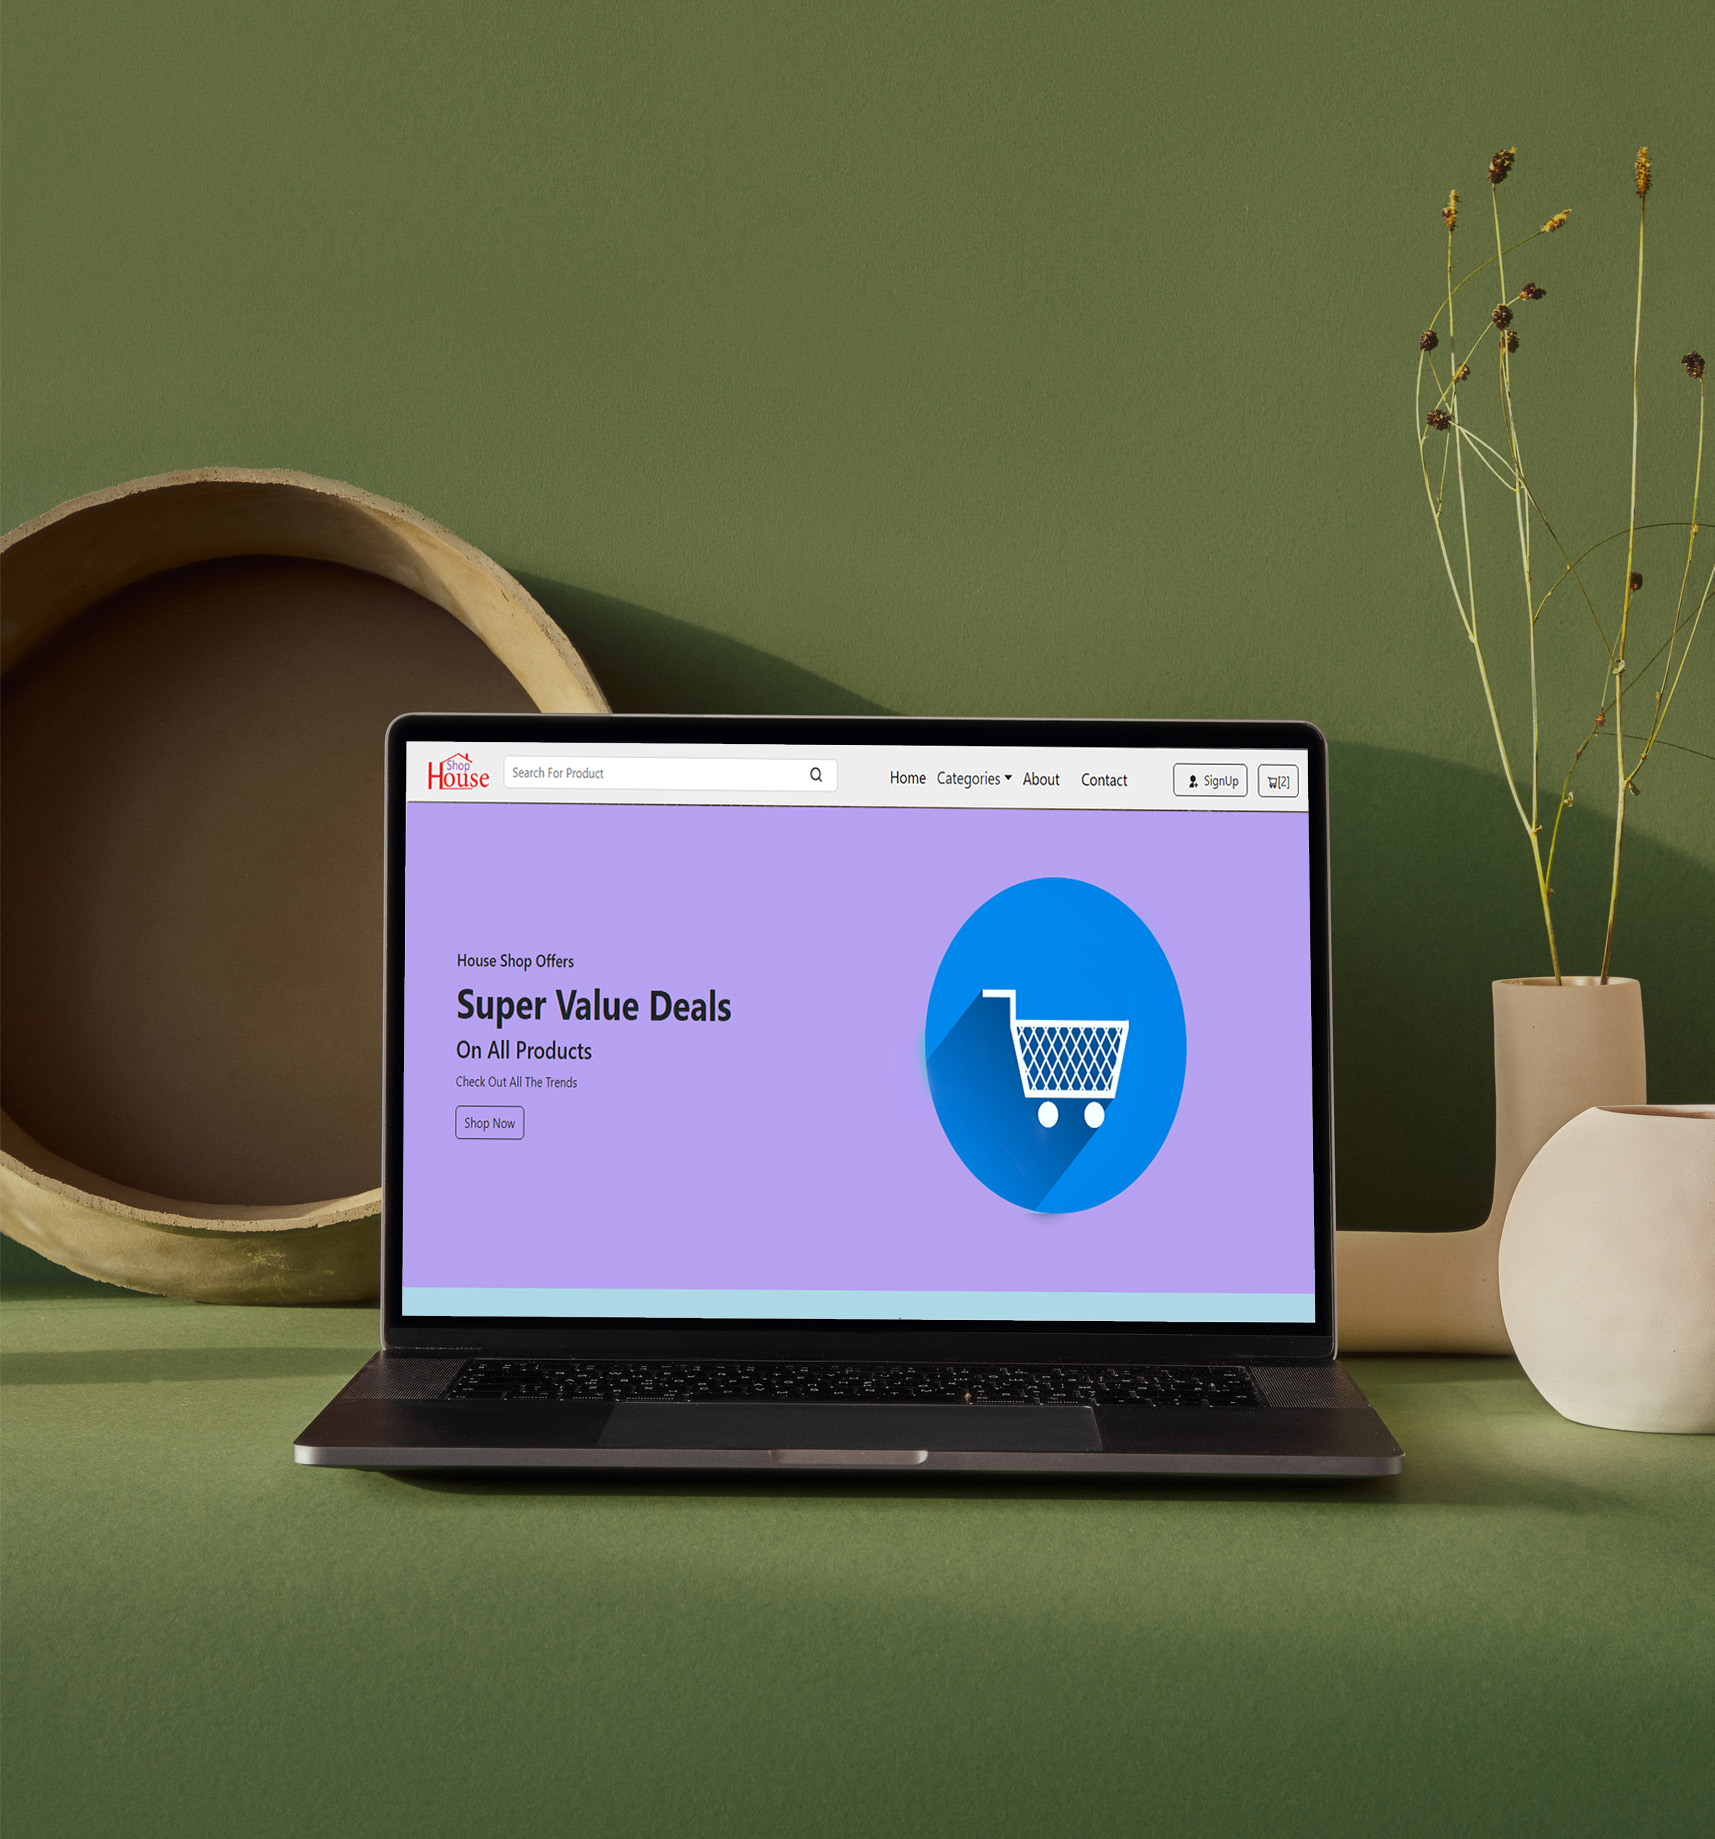 Shop
House
Search For Product
Home Categories About Contact
SignUp
[2]
House Shop Offers
Super Value Deals
On All Products
Check Out All The Trends
Shop Now